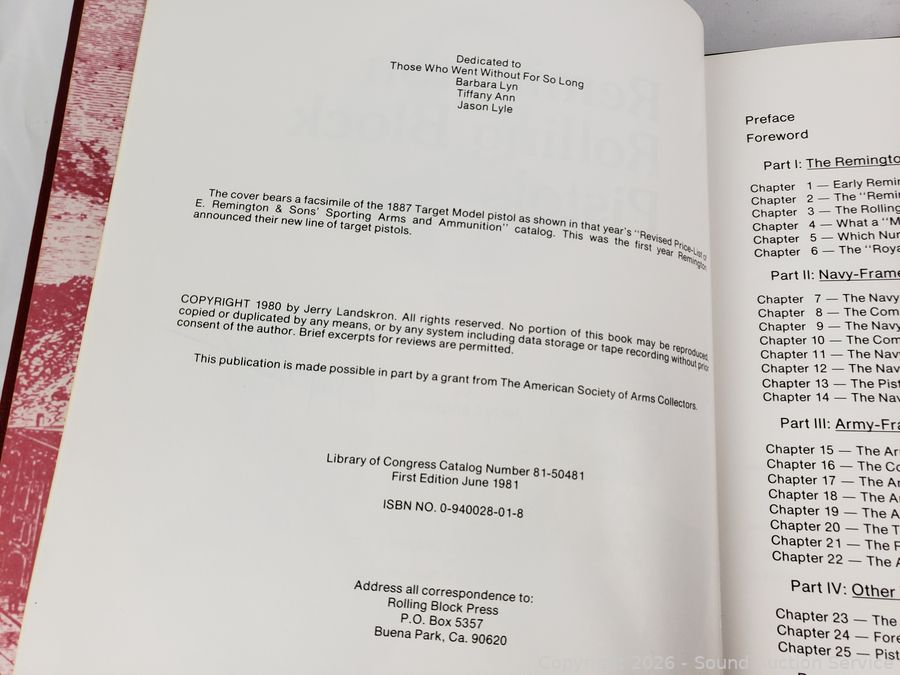 Dedicated to
Those Who Went Without For So Long
Barbara Lyn
Tiffany Ann
Jason Lyle
The cover bears a facsimile of the 1887 Target Model pistol as shown in that year's "Revised Price-List of
E. Remington & Sons' Sporting Arms and Ammunition" catalog. This was the first year Remington
announced their new line of target pistols.
COPYRIGHT 1980 by Jerry Landskron. All rights reserved. No portion of this book may be reproduced,
copied or duplicated by any means, or by any system including data storage or tape recording without prior
consent of the author. Brief excerpts for reviews are permitted.
This publication is made possible in part by a grant from The American Society of Arms Collectors.
Library of Congress Catalog Number 81-50481
First Edition June 1981
ISBN NO. 0-940028-01-8
Address all correspondence to:
Rolling Block Press
P.O. Box 5357
Buena Park, Ca. 90620
Preface
Foreword
Part I: The Remingto
Chapter 1 — Early Remin
Chapter 2 — The "Remin
Chapter 3 — The Rolling
Chapter 4 — What a "M
Chapter 5 — Which Num
Chapter 6 — The "Roya
Part II: Navy-Frame
Chapter 7 — The Navy
Chapter 8 — The Com
Chapter 9 — The Navy
Chapter 10 — The Com
Chapter 11 — The Nav
Chapter 12 — The Nav
Chapter 13 — The Pist
Chapter 14 — The Na
Part III: Army-Fra
Chapter 15 — The Ar
Chapter 16 — The Co
Chapter 17 — The Ar
Chapter 18 — The Ar
Chapter 19 — The A
Chapter 20 — The T
Chapter 21 — The F
Chapter 22 — The A
Part IV: Other
Chapter 23 — The
Chapter 24 — Fore
Chapter 25 — Pist
Copyright 2026 - Sound Auction Service